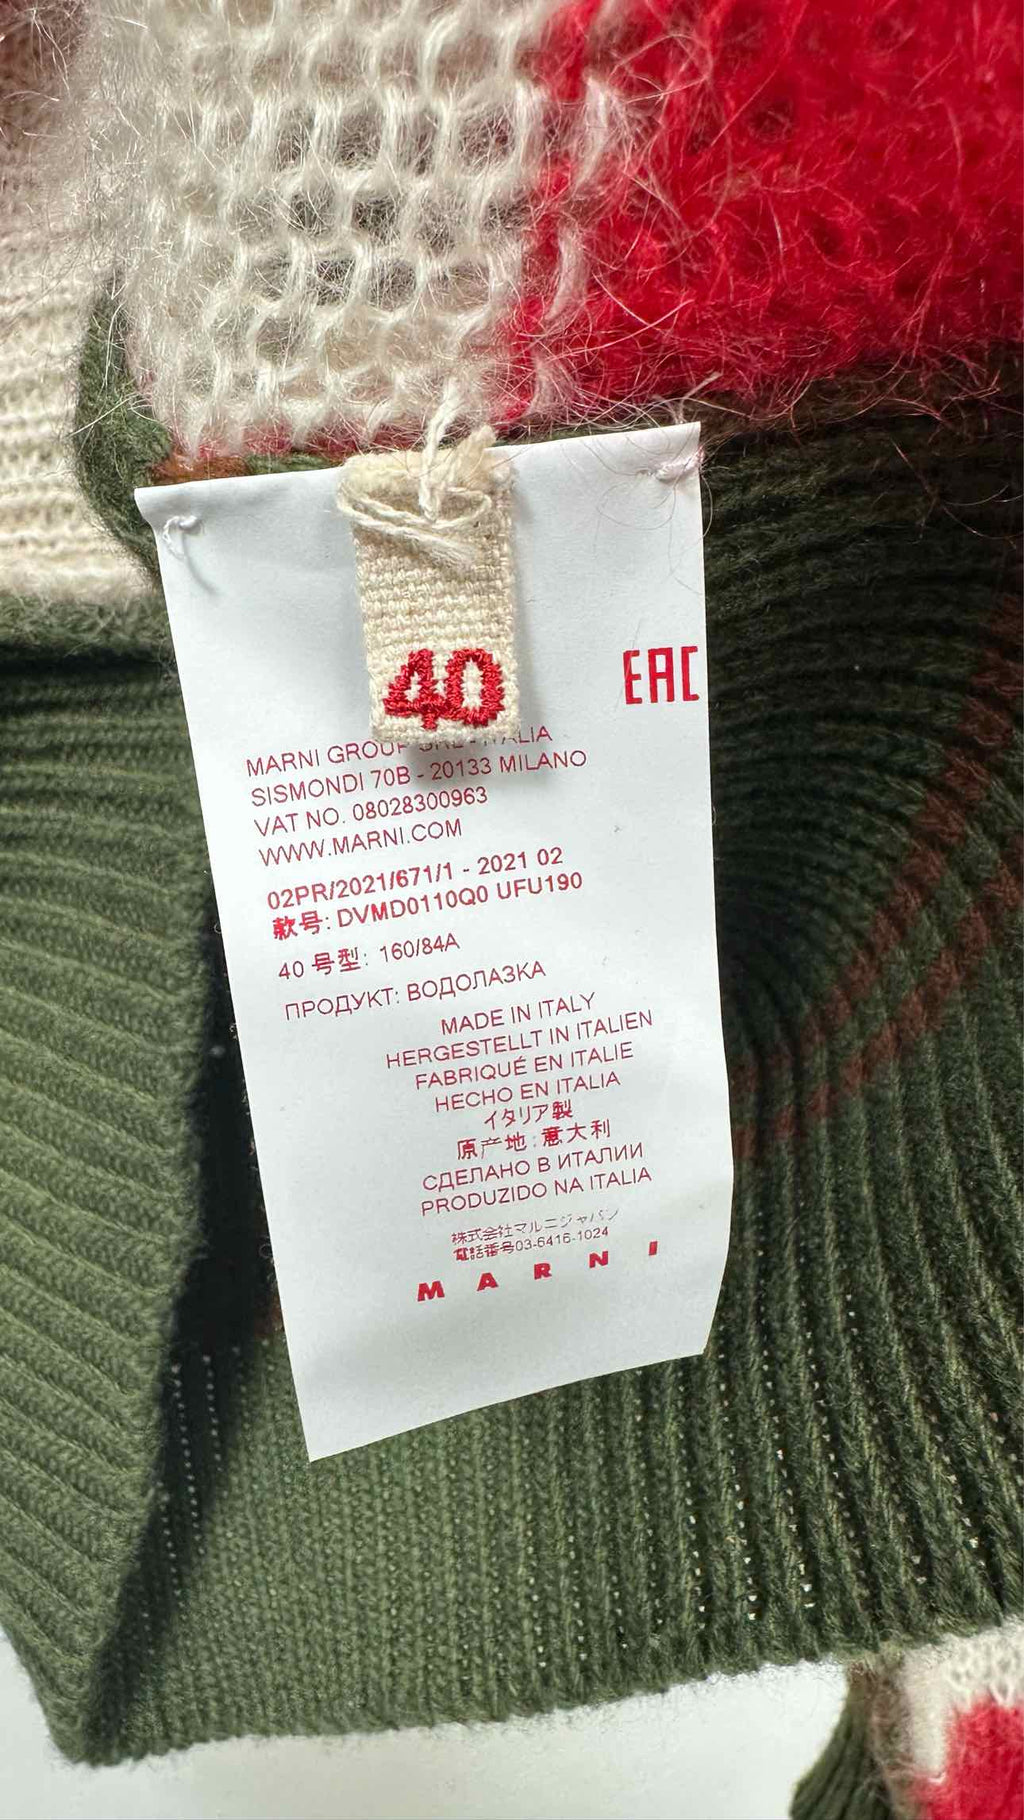 40
EAC
MARNI GROUP SRL - ITALIA
SISMONDI 70B - 20133 MILANO
VAT NO. 08028300963
WWW.MARNI.COM
02PR/2021/671/1 - 2021 02
款号: DVMD0110Q0 UFU190
40 号型: 160/84A
ПРОДУКТ: ВОДОЛАЗКА
MADE IN ITALY
HERGESTELLT IN ITALIEN
FABRIQUÉ EN ITALIE
HECHO EN ITALIA
イタリア製
原产地:意大利
СДЕЛАНО В ИТАЛИИ
PRODUZIDO NA ITALIA
株式会社マルニジャパン
電話番号03-6416-1024
MARNI